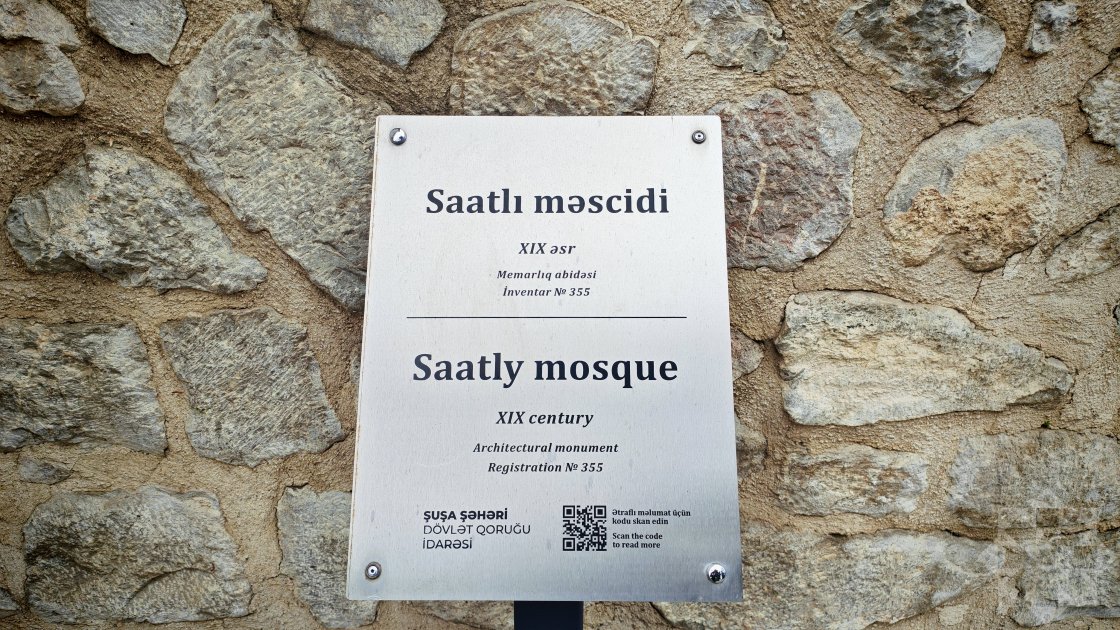 Saatlı məscidi
XIX əsr
Memarlıq abidəsi
İnventar № 355
Saatly mosque
XIX century
Architectural monument
Registration № 355
ŞUŞA ŞƏHƏRİ
DÖVLƏT QORUĞU
İDARƏSİ
Ətraflı məlumat üçün
kodu skan edin
Scan the code
to read more